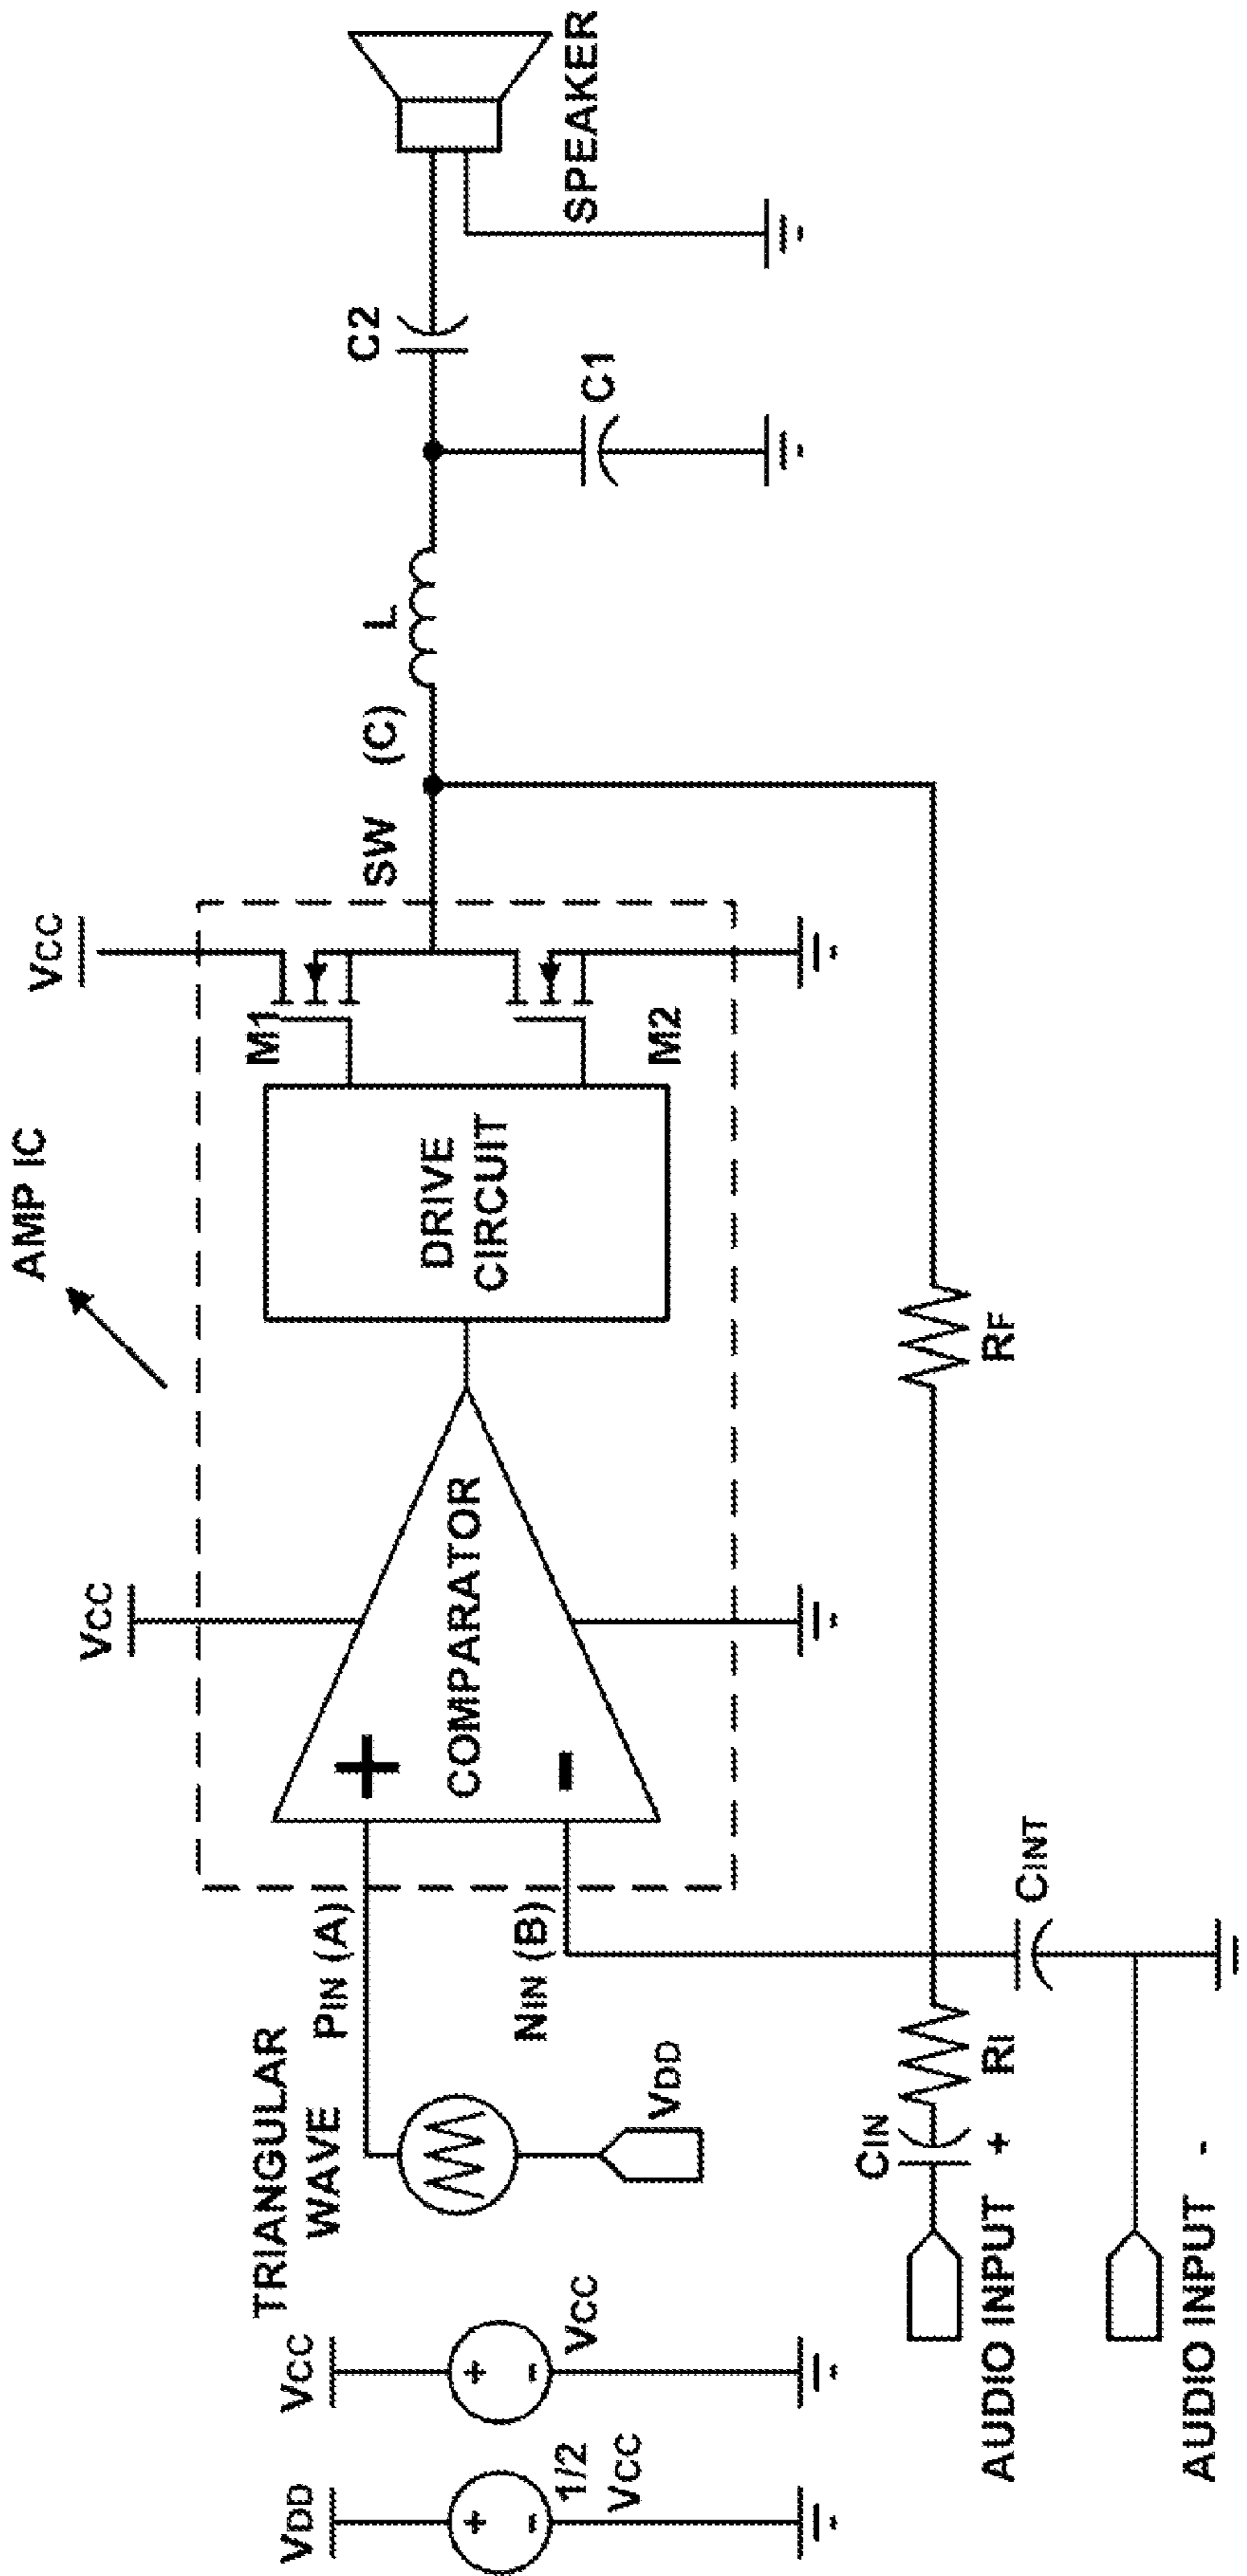 AMP IC
VCC
VCC
M1
SW (C)
L
C2
SPEAKER
C1
DRIVE
CIRCUIT
M2
COMPARATOR
+
-
TRIANGULAR
WAVE
PIN (A)
NIN (B)
VDD
VDD
+
-
1/2
VCC
VCC
+
-
VCC
CIN
RI
RF
CINT
AUDIO INPUT +
AUDIO INPUT -